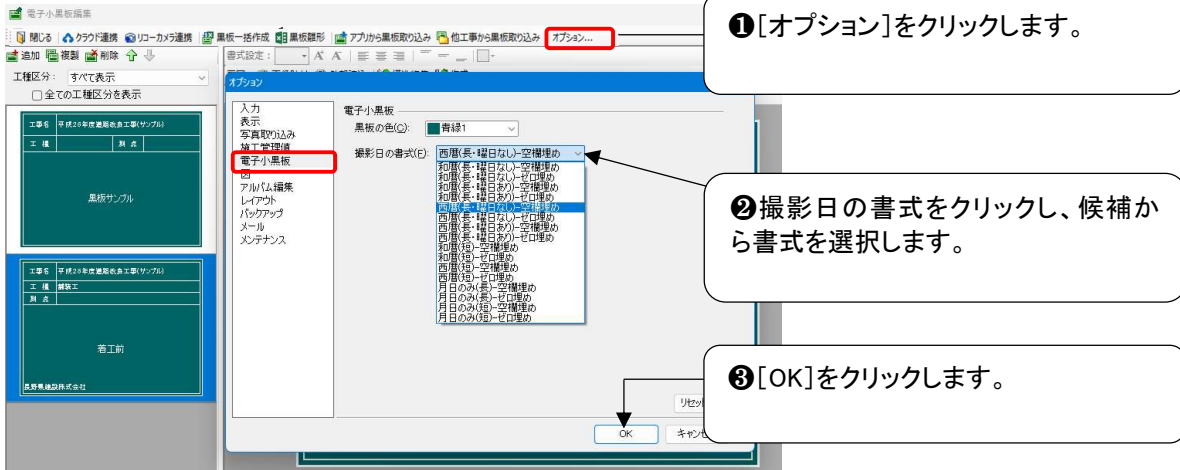 電子小黒板編集
閉じる クラウド連携 リコーカメラ連携 黒板一括作成 黒板雛形 アプリから黒板取り込み 他工事から黒板取り込み オプション...
追加 複製 削除
書式設定：
工種区分： すべて表示
全ての工種区分を表示
工事名 平成26年度道路改良工事(サンプル)
工 種 測 点
黒板サンプル
工事名 平成26年度道路改良工事(サンプル)
工 種 舗装工
測 点
着工前
長野県建設株式会社
オプション
入力
表示
写真取り込み
施工管理値
電子小黒板
図
アルバム編集
レイアウト
バックアップ
メール
メンテナンス
電子小黒板
黒板の色(C): 青緑1
撮影日の書式(F): 西暦(長・曜日なし)-空欄埋め
和暦(長・曜日なし)-空欄埋め
和暦(長・曜日なし)-ゼロ埋め
和暦(長・曜日あり)-空欄埋め
和暦(長・曜日あり)-ゼロ埋め
西暦(長・曜日なし)-空欄埋め
西暦(長・曜日なし)-ゼロ埋め
西暦(長・曜日あり)-空欄埋め
西暦(長・曜日あり)-ゼロ埋め
和暦(短)-空欄埋め
和暦(短)-ゼロ埋め
西暦(短)-空欄埋め
西暦(短)-ゼロ埋め
月日のみ(長)-空欄埋め
月日のみ(長)-ゼロ埋め
月日のみ(短)-空欄埋め
月日のみ(短)-ゼロ埋め
リセット
OK キャンセ
❶[オプション]をクリックします。
❷撮影日の書式をクリックし、候補か
ら書式を選択します。
❸[OK]をクリックします。